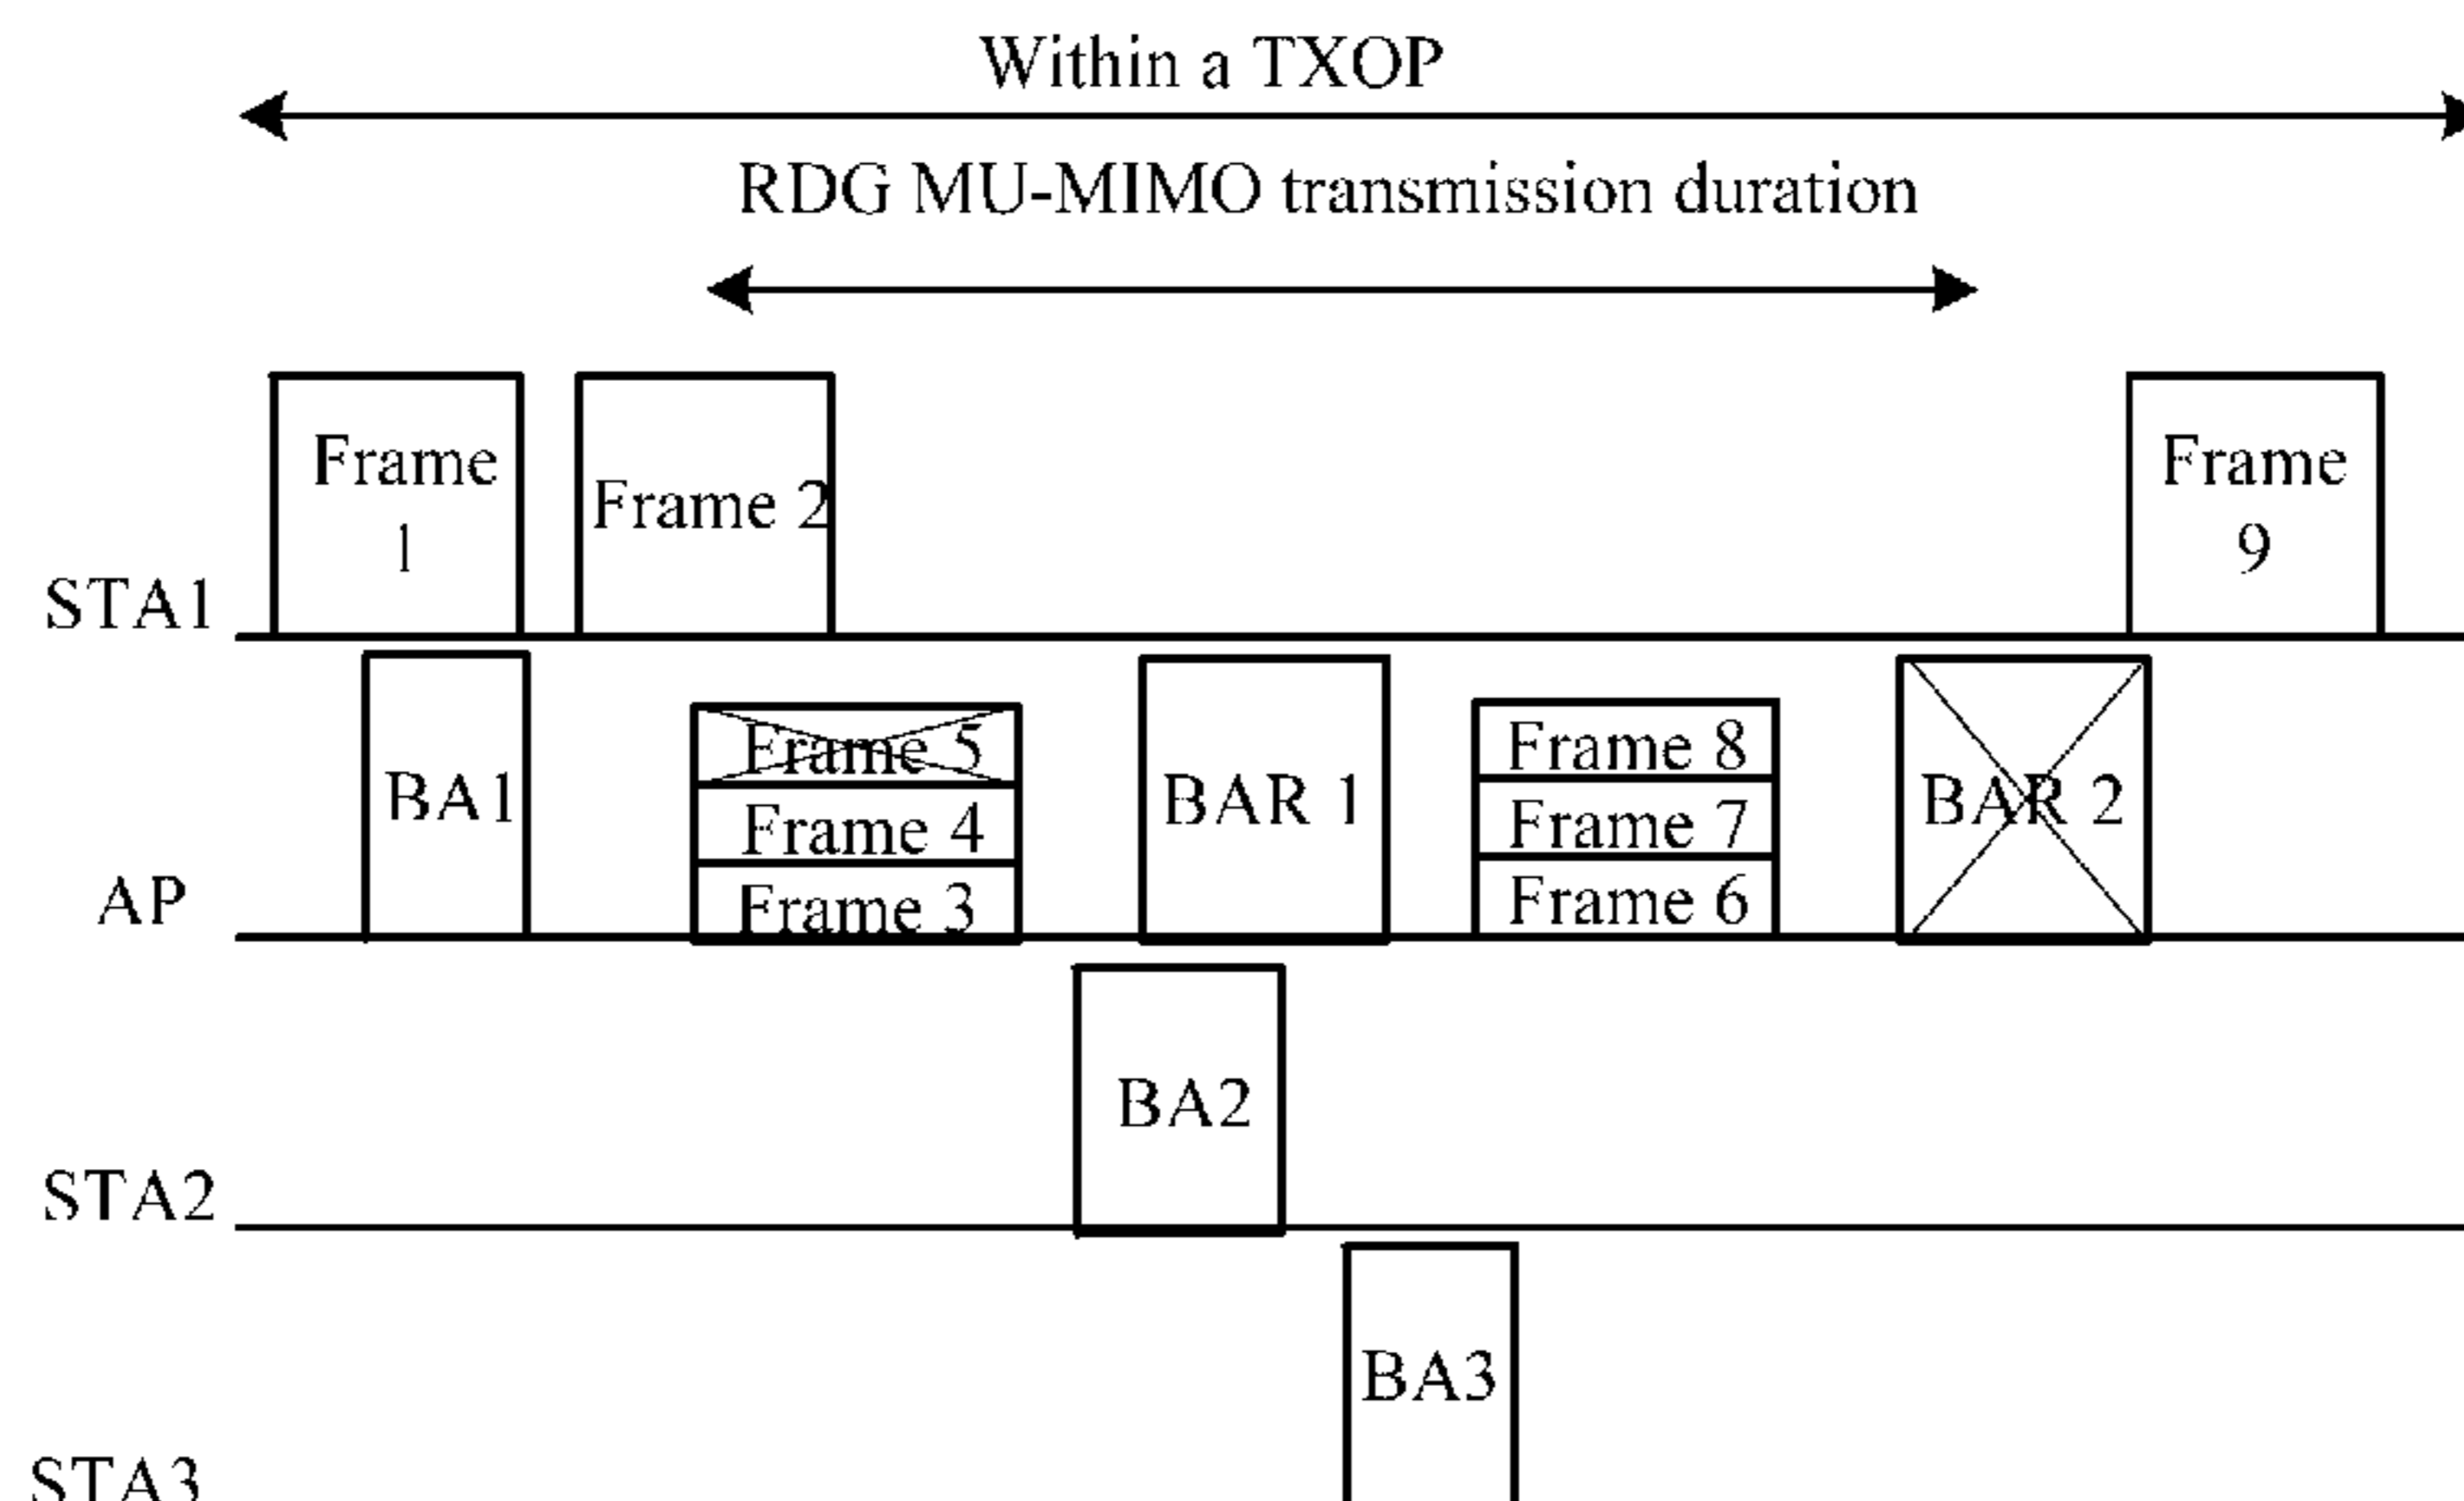 Within a TXOP
RDG MU-MIMO transmission duration
Frame
1
Frame 2
Frame
9
STA1
BA1
Frame 5
Frame 4
Frame 3
BAR 1
Frame 8
Frame 7
Frame 6
BAR 2
AP
BA2
STA2
BA3
STA3